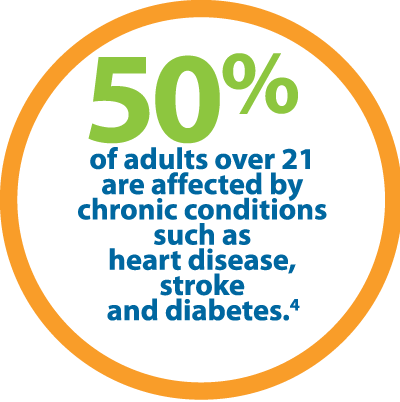 50%
of adults over 21
are affected by
chronic conditions
such as
heart disease,
stroke
and diabetes.4